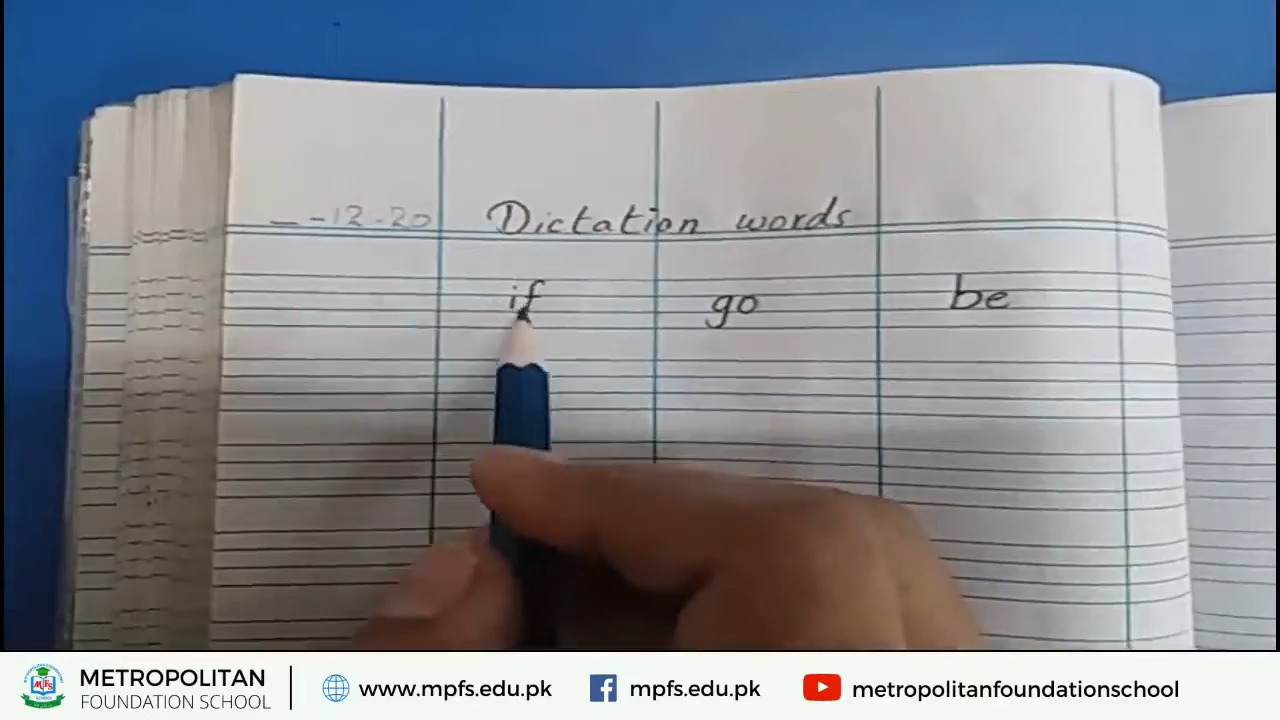 _ -12-20 Dictation words
if go be
METROPOLITAN
FOUNDATION SCHOOL
www.mpfs.edu.pk mpfs.edu.pk metropolitanfoundationschool